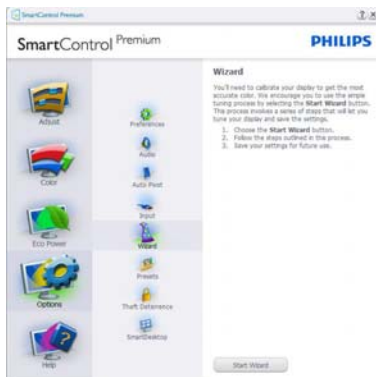 SmartControl Premium
SmartControl Premium
PHILIPS
Adjust
Color
Eco Power
Options
Help
Preferences
Audio
Auto Pivot
Input
Wizard
Presets
Theft Deterrence
SmartDesktop
Wizard
You'll need to calibrate your display to get the most
accurate color. We encourage you to use the simple
tuning process by selecting the Start Wizard button.
The process involves a series of steps that will let you
tune your display and save the settings.
1. Choose the Start Wizard button.
2. Follow the steps outlined in the process.
3. Save your settings for future use.
Start Wizard